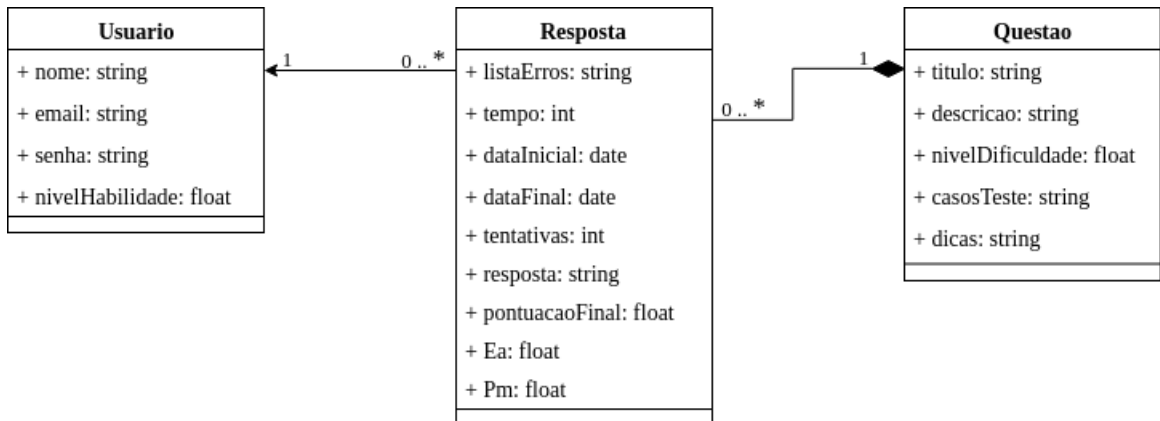 Usuario
+ nome: string
+ email: string
+ senha: string
+ nivelHabilidade: float
1
0 .. *
Resposta
+ listaErros: string
+ tempo: int
+ dataInicial: date
+ dataFinal: date
+ tentativas: int
+ resposta: string
+ pontuacaoFinal: float
+ Ea: float
+ Pm: float
0 .. *
1
Questao
+ titulo: string
+ descricao: string
+ nivelDificuldade: float
+ casosTeste: string
+ dicas: string